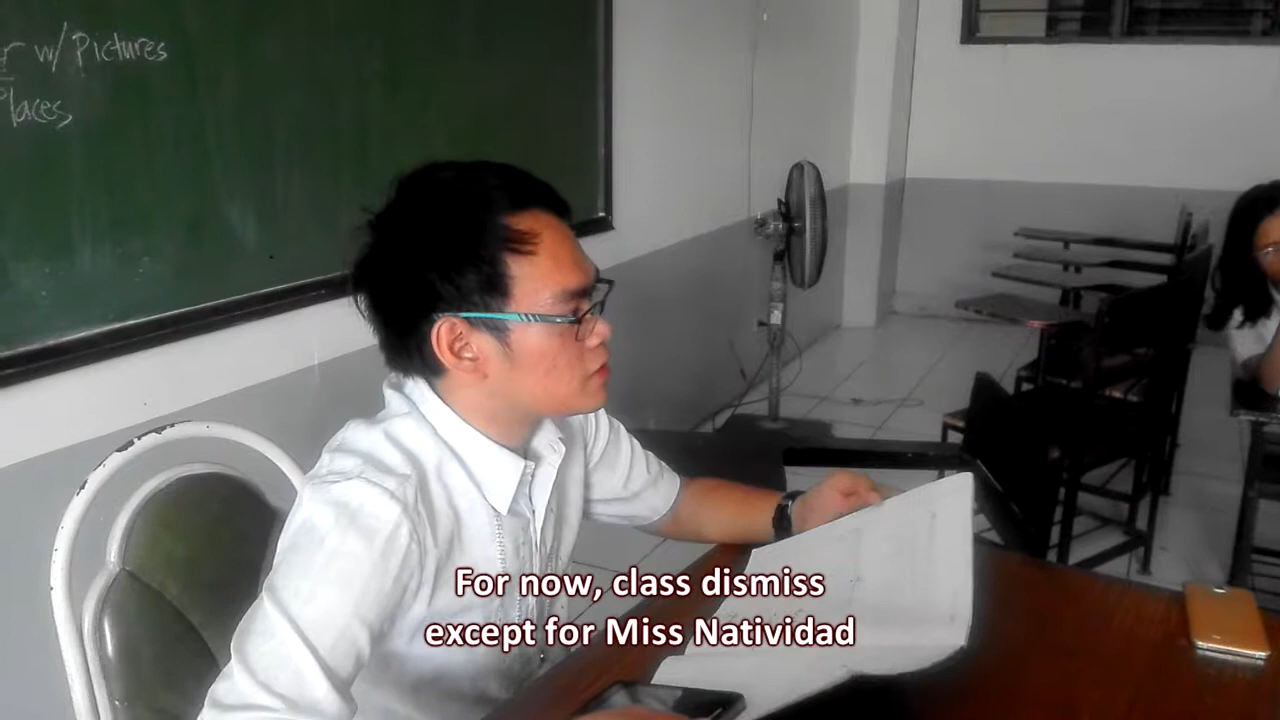 w/ Pictures
Places
For now, class dismiss
except for Miss Natividad